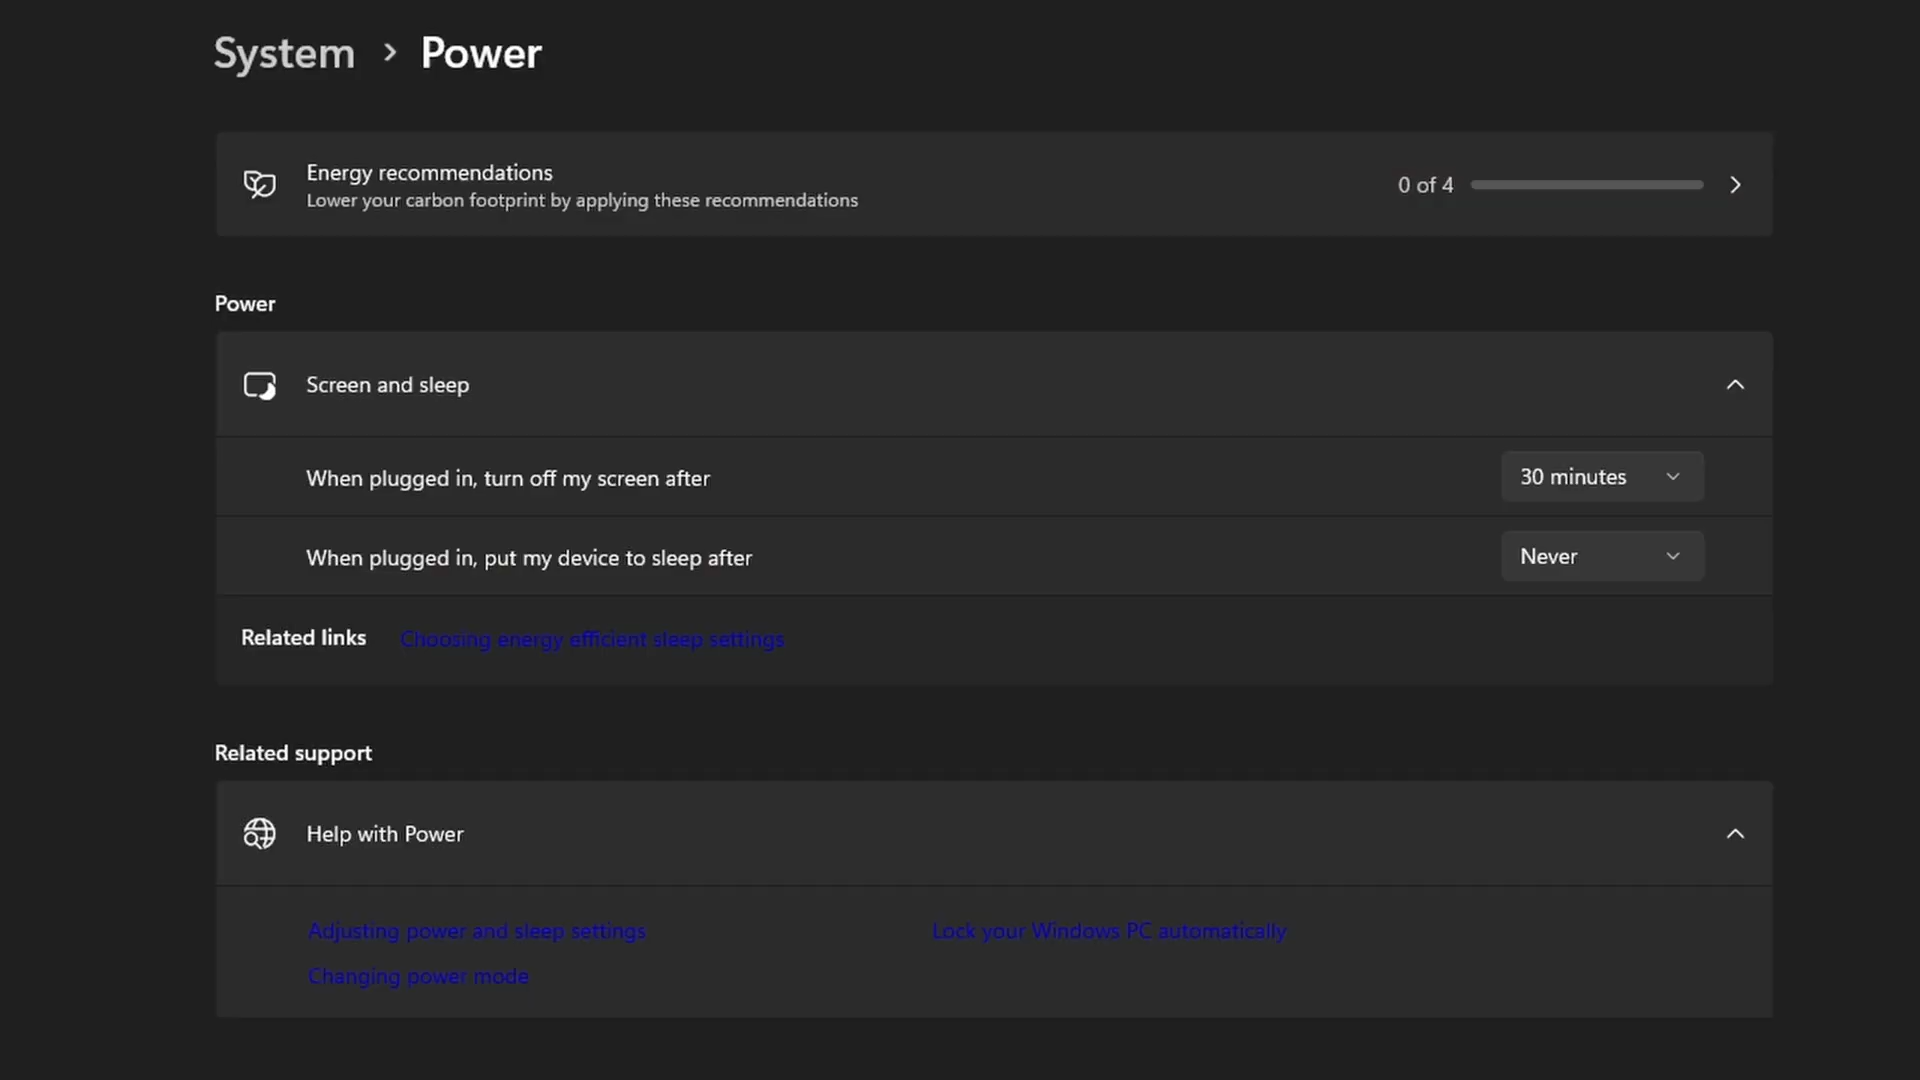 System > Power
Energy recommendations
Lower your carbon footprint by applying these recommendations
0 of 4
Power
Screen and sleep
When plugged in, turn off my screen after
30 minutes
When plugged in, put my device to sleep after
Never
Related links
Choosing energy efficient sleep settings
Related support
Help with Power
Adjusting power and sleep settings
Lock your Windows PC automatically
Changing power mode